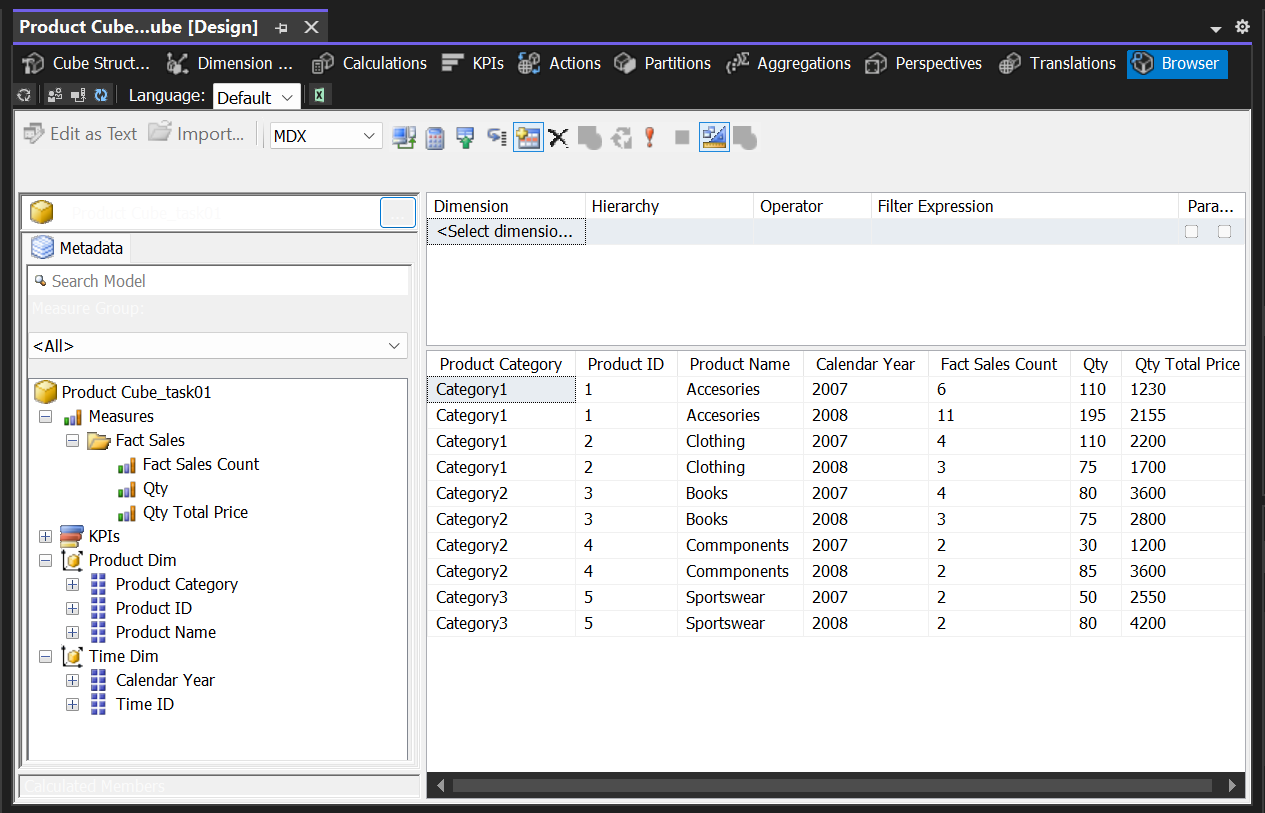 Product Cube...ube [Design]
Cube Struct... Dimension ... Calculations KPIs Actions Partitions Aggregations Perspectives Translations Browser
Language: Default
Edit as Text Import... MDX
Product Cube_task01 ...
Metadata
Search Model
Measure Group:
<All>
Product Cube_task01
Measures
Fact Sales
Fact Sales Count
Qty
Qty Total Price
KPIs
Product Dim
Product Category
Product ID
Product Name
Time Dim
Calendar Year
Time ID
Calculated Members
Dimension Hierarchy Operator Filter Expression Para...
<Select dimensio...
Product Category Product ID Product Name Calendar Year Fact Sales Count Qty Qty Total Price
Category1 1 Accesories 2007 6 110 1230
Category1 1 Accesories 2008 11 195 2155
Category1 2 Clothing 2007 4 110 2200
Category1 2 Clothing 2008 3 75 1700
Category2 3 Books 2007 4 80 3600
Category2 3 Books 2008 3 75 2800
Category2 4 Commponents 2007 2 30 1200
Category2 4 Commponents 2008 2 85 3600
Category3 5 Sportswear 2007 2 50 2550
Category3 5 Sportswear 2008 2 80 4200